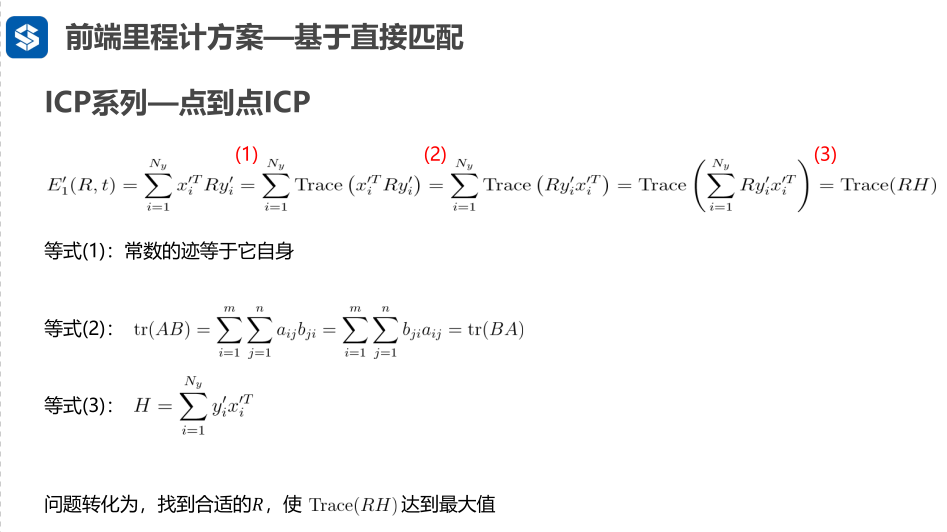 前端里程计方案—基于直接匹配
ICP系列—点到点ICP
(1) (2) (3)
$E_1'(R,t) = \sum_{i=1}^{N_y} x_i'^T R y_i' = \sum_{i=1}^{N_y} \text{Trace}\left(x_i'^T R y_i'\right) = \sum_{i=1}^{N_y} \text{Trace}\left(R y_i' x_i'^T\right) = \text{Trace}\left(\sum_{i=1}^{N_y} R y_i' x_i'^T\right) = \text{Trace}(RH)$
等式(1)：常数的迹等于它自身
等式(2)： $\text{tr}(AB) = \sum_{i=1}^{m} \sum_{j=1}^{n} a_{ij} b_{ji} = \sum_{i=1}^{m} \sum_{j=1}^{n} b_{ji} a_{ij} = \text{tr}(BA)$
等式(3)： $H = \sum_{i=1}^{N_y} y_i' x_i'^T$
问题转化为，找到合适的R，使 Trace(RH) 达到最大值